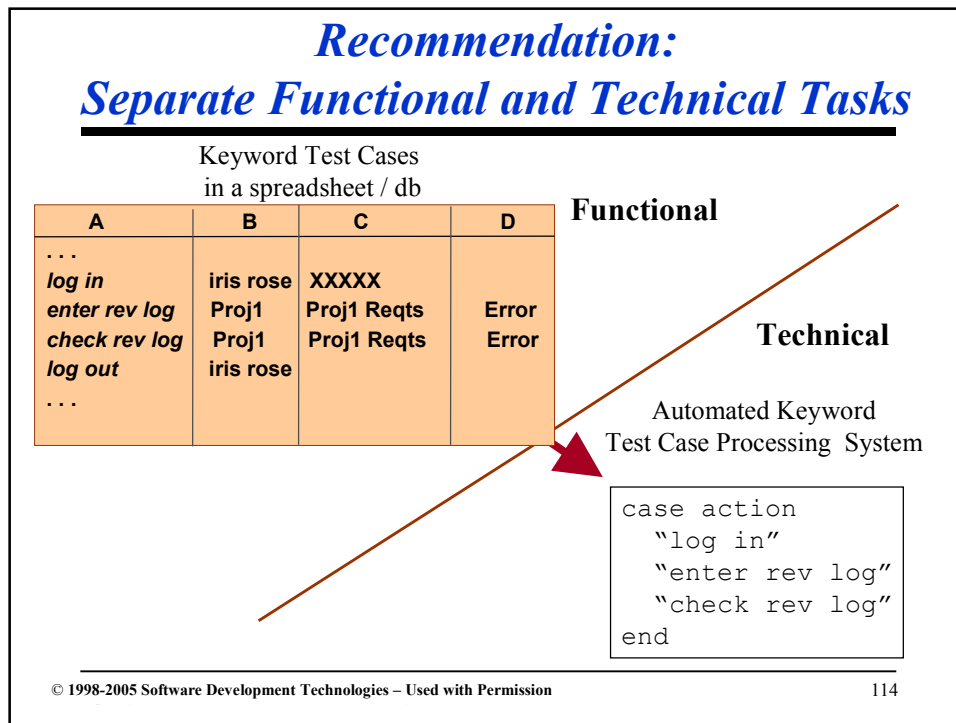 Recommendation:
Separate Functional and Technical Tasks
Keyword Test Cases
in a spreadsheet / db
A B C D
. . .
log in iris rose XXXXX
enter rev log Proj1 Proj1 Reqts Error
check rev log Proj1 Proj1 Reqts Error
log out iris rose
. . .
Functional
Technical
Automated Keyword
Test Case Processing System
case action
“log in”
“enter rev log”
“check rev log”
end
© 1998-2005 Software Development Technologies – Used with Permission 114